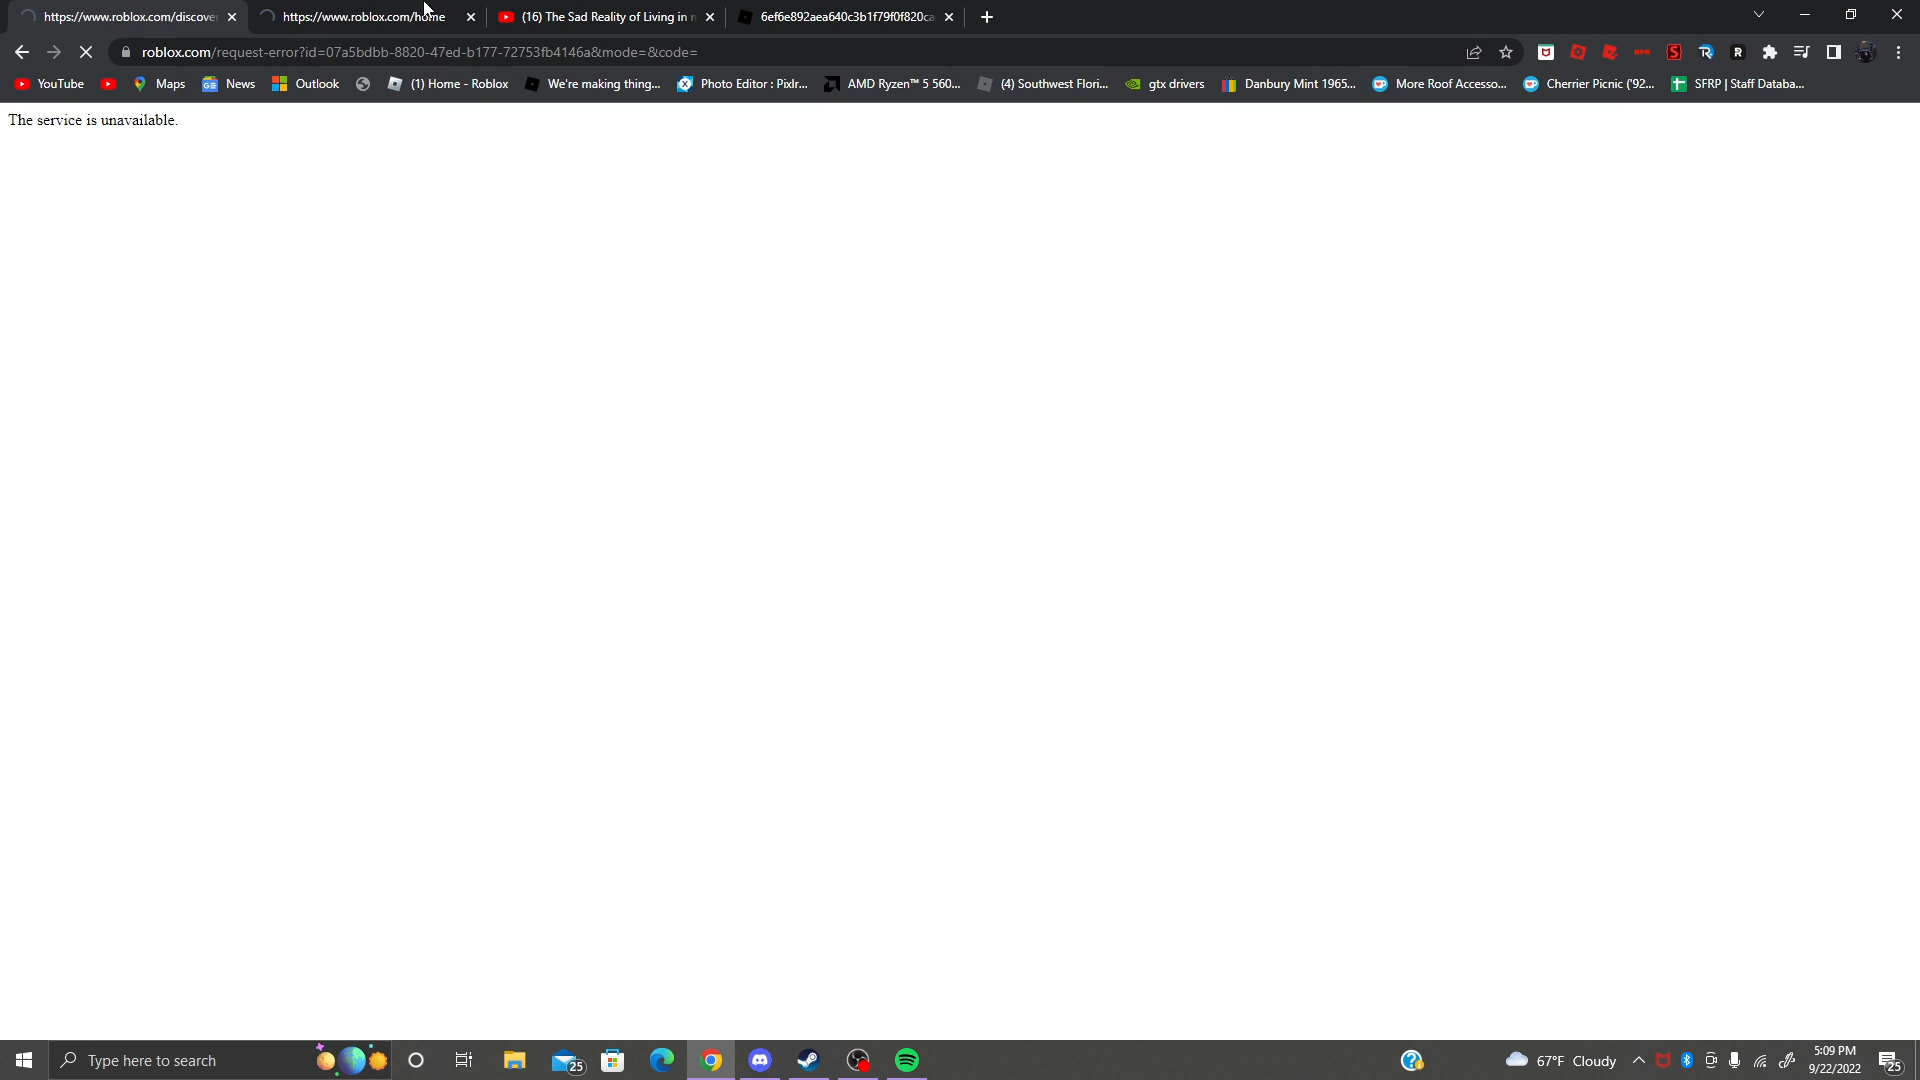 https://www.roblox.com/discover
https://www.roblox.com/home
(16) The Sad Reality of Living in
6ef6e892aea640c3b1f79f0f820ca
roblox.com/request-error?id=07a5bdbb-8820-47ed-b177-72753fb4146a&mode=&code=
YouTube
Maps
News
Outlook
(1) Home - Roblox
We're making thing...
Photo Editor : Pixlr...
AMD Ryzen™ 5 560...
(4) Southwest Flori...
gtx drivers
Danbury Mint 1965...
More Roof Accesso...
Cherrier Picnic ('92...
SFRP | Staff Databa...
The service is unavailable.
Type here to search
25
67°F Cloudy
5:09 PM
9/22/2022
25